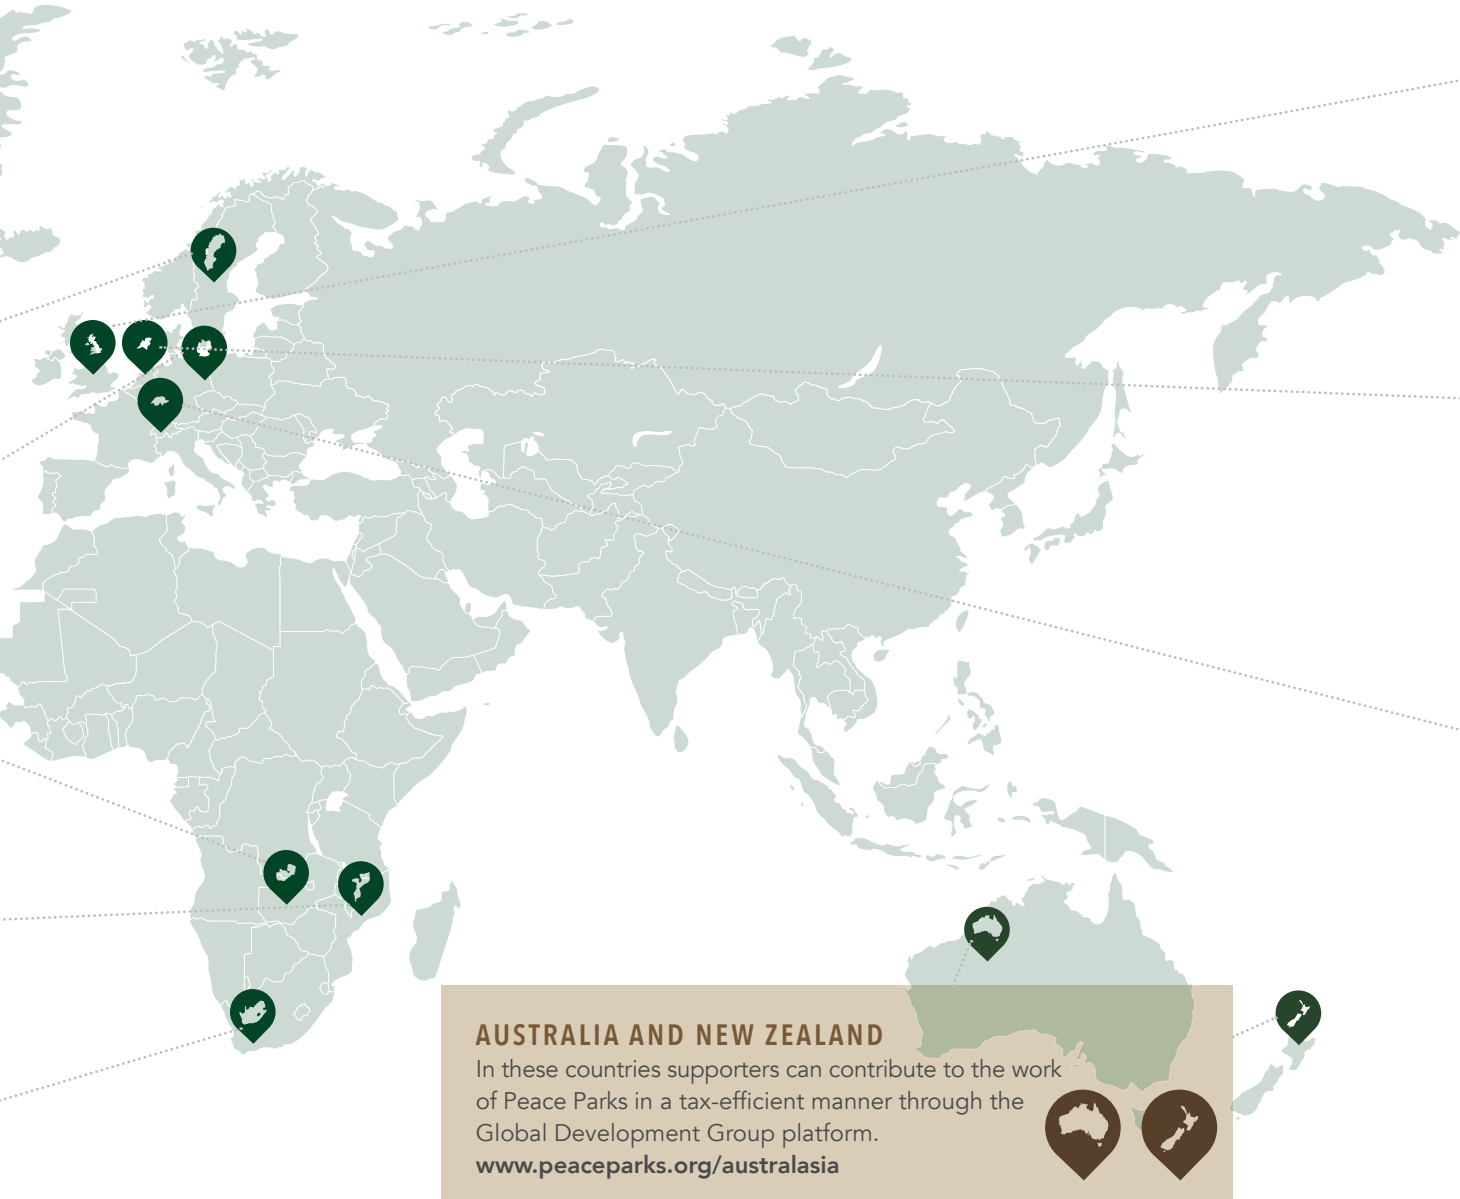 AUSTRALIA AND NEW ZEALAND
In these countries supporters can contribute to the work
of Peace Parks in a tax-efficient manner through the
Global Development Group platform.
www.peaceparks.org/australasia